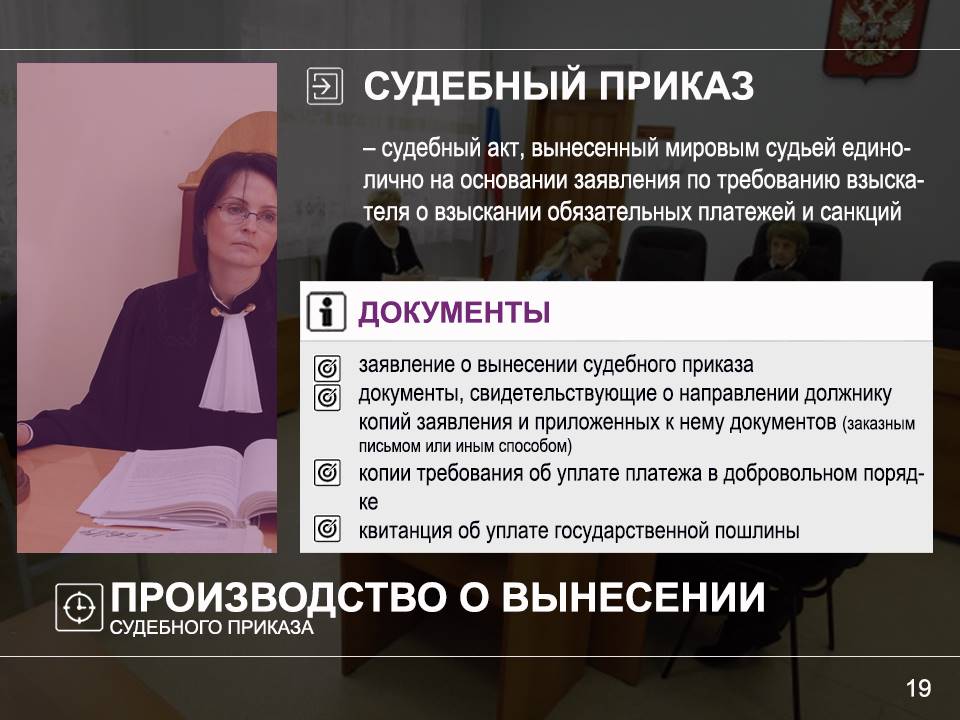 СУДЕБНЫЙ ПРИКАЗ
– судебный акт, вынесенный мировым судьей едино-
лично на основании заявления по требованию взыска-
теля о взыскании обязательных платежей и санкций
ДОКУМЕНТЫ
заявление о вынесении судебного приказа
документы, свидетельствующие о направлении должнику
копий заявления и приложенных к нему документов (заказным
письмом или иным способом)
копии требования об уплате платежа в добровольном поряд-
ке
квитанция об уплате государственной пошлины
ПРОИЗВОДСТВО О ВЫНЕСЕНИИ
СУДЕБНОГО ПРИКАЗА
19